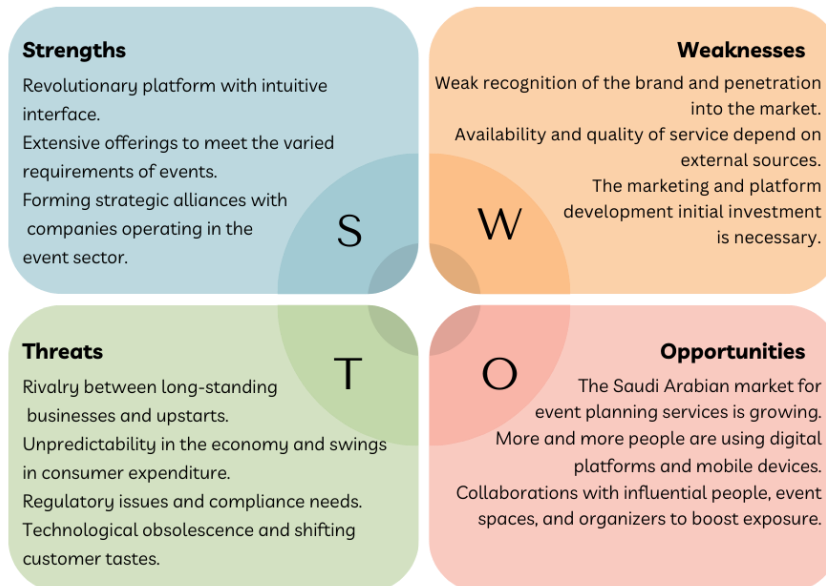 Strengths
Revolutionary platform with intuitive
interface.
Extensive offerings to meet the varied
requirements of events.
Forming strategic alliances with
companies operating in the
event sector.
S
Weaknesses
Weak recognition of the brand and penetration
into the market.
Availability and quality of service depend on
external sources.
The marketing and platform
development initial investment
is necessary.
W
Threats
Rivalry between long-standing
businesses and upstarts.
Unpredictability in the economy and swings
in consumer expenditure.
Regulatory issues and compliance needs.
Technological obsolescence and shifting
customer tastes.
T
Opportunities
The Saudi Arabian market for
event planning services is growing.
More and more people are using digital
platforms and mobile devices.
Collaborations with influential people, event
spaces, and organizers to boost exposure.
O